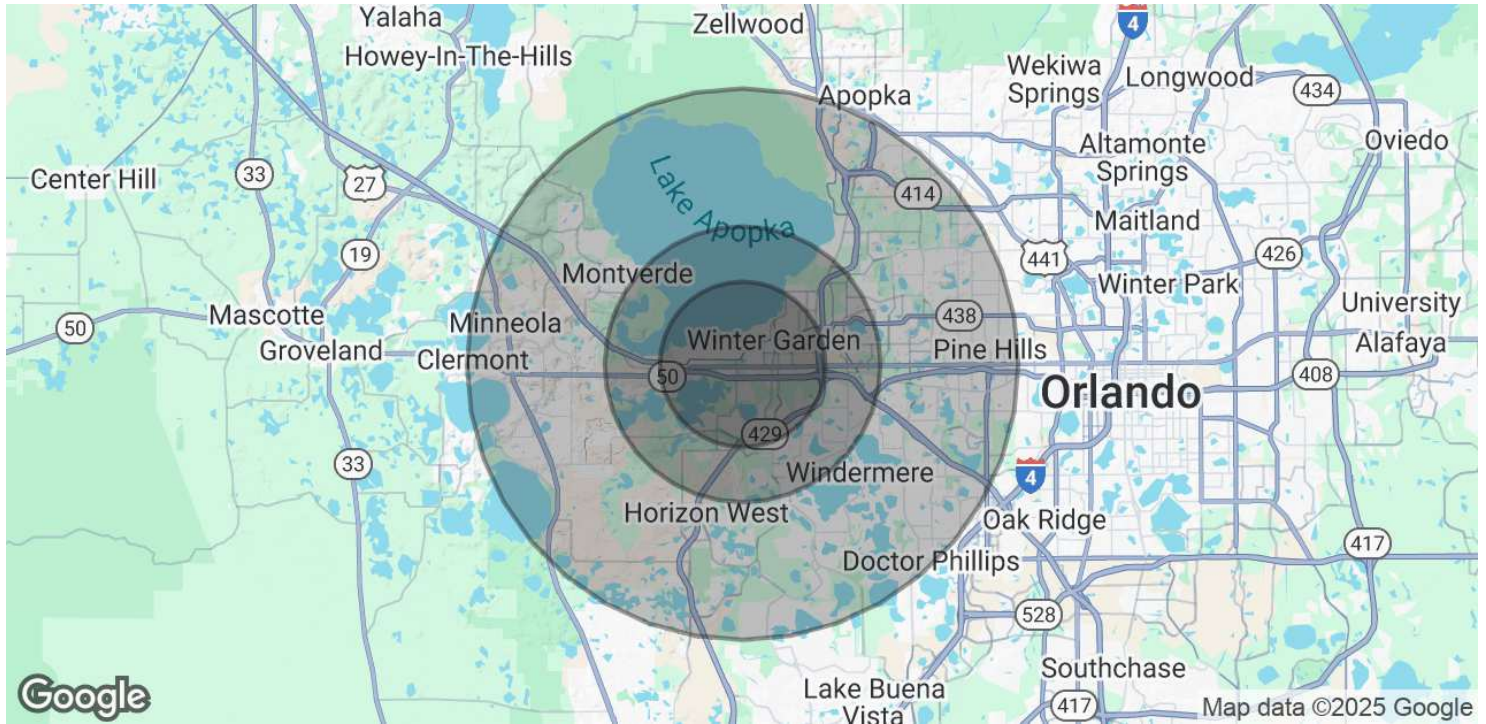 Yalaha
Zellwood
4
Howey-In-The-Hills
Wekiwa
Springs
Longwood
434
Apopka
Center Hill
33
27
Altamonte
Springs
Oviedo
Lake Apopka
414
Maitland
19
441
426
Montverde
Winter Park
50
Mascotte
Minneola
438
University
Groveland
Clermont
Winter Garden
Pine Hills
Alafaya
50
Orlando
408
429
33
Windermere
4
Horizon West
Oak Ridge
Doctor Phillips
417
528
Southchase
Lake Buena
Vista
417
Google
Map data ©2025 Google